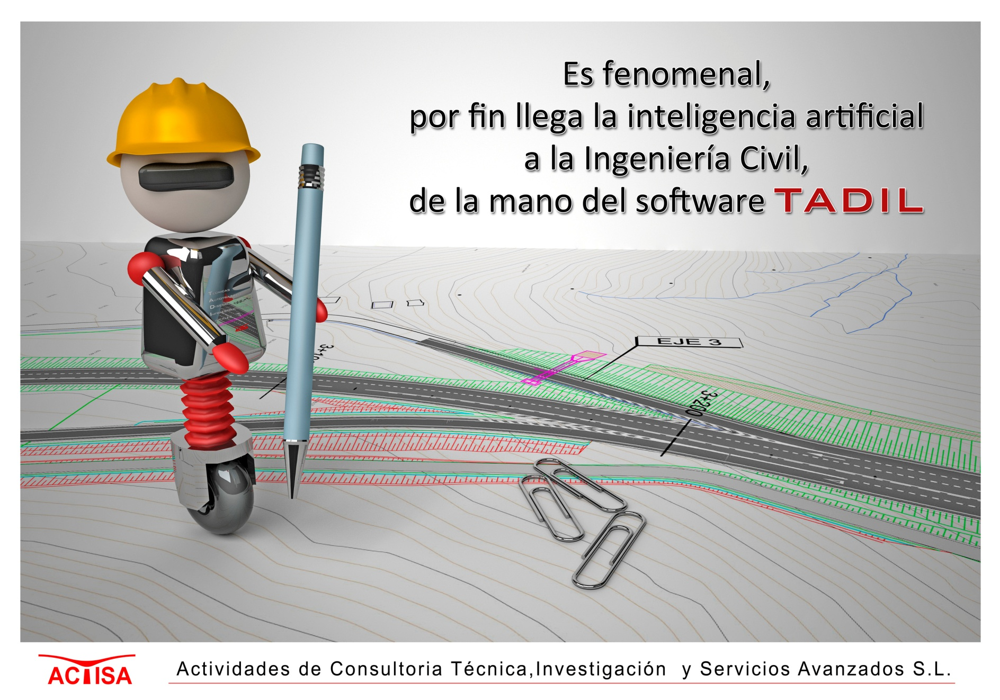 Es fenomenal,
por fin llega la inteligencia artificial
a la Ingeniería Civil,
de la mano del software TADIL
EJE 3
3+200
ACTISA
Actividades de Consultoria Técnica,Investigación y Servicios Avanzados S.L.